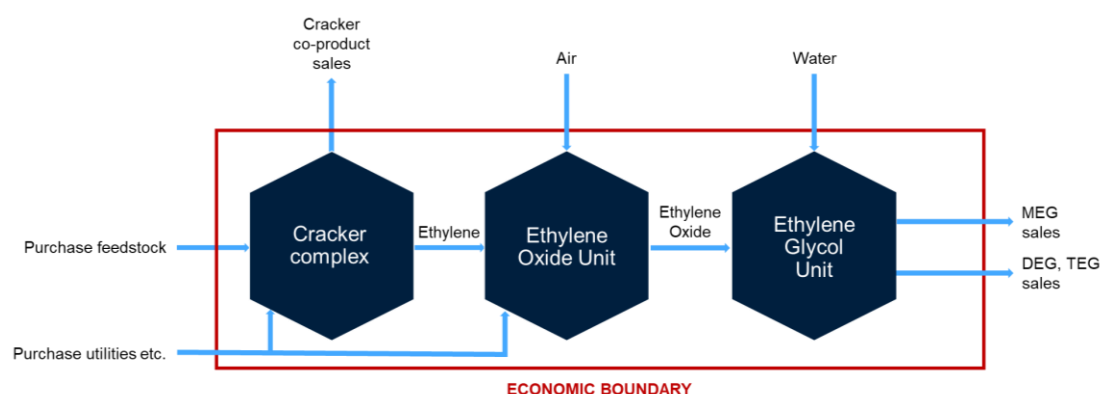 Cracker
co-product
sales
Air
Water
Purchase feedstock
Cracker
complex
Ethylene
Ethylene
Oxide Unit
Ethylene
Oxide
Ethylene
Glycol
Unit
MEG
sales
DEG, TEG
sales
Purchase utilities etc.
ECONOMIC BOUNDARY